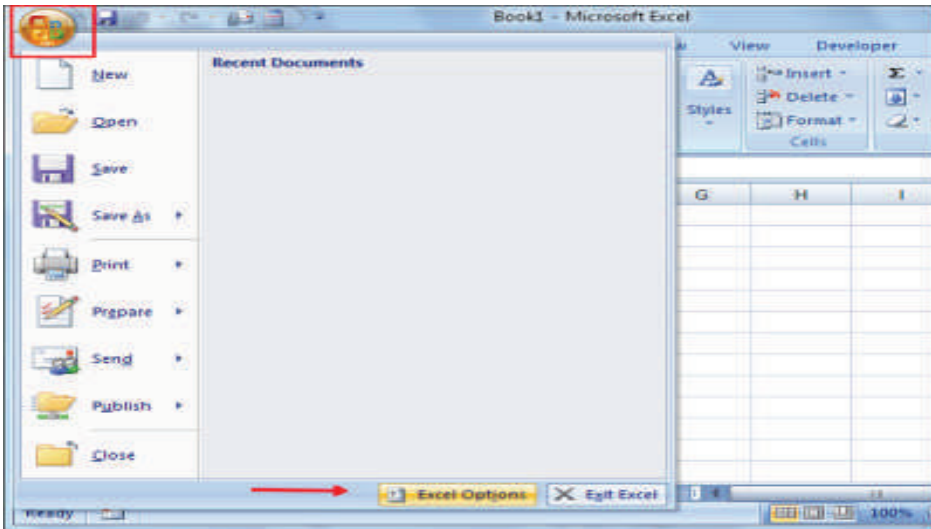 Book1 - Microsoft Excel
View Developer
New
Recent Documents
Open
Save
Save As
Print
Prepare
Send
Publish
Close
Excel Options
Exit Excel
Styles
Insert
Delete
Format
Cells
Σ
G H I
Ready
100%